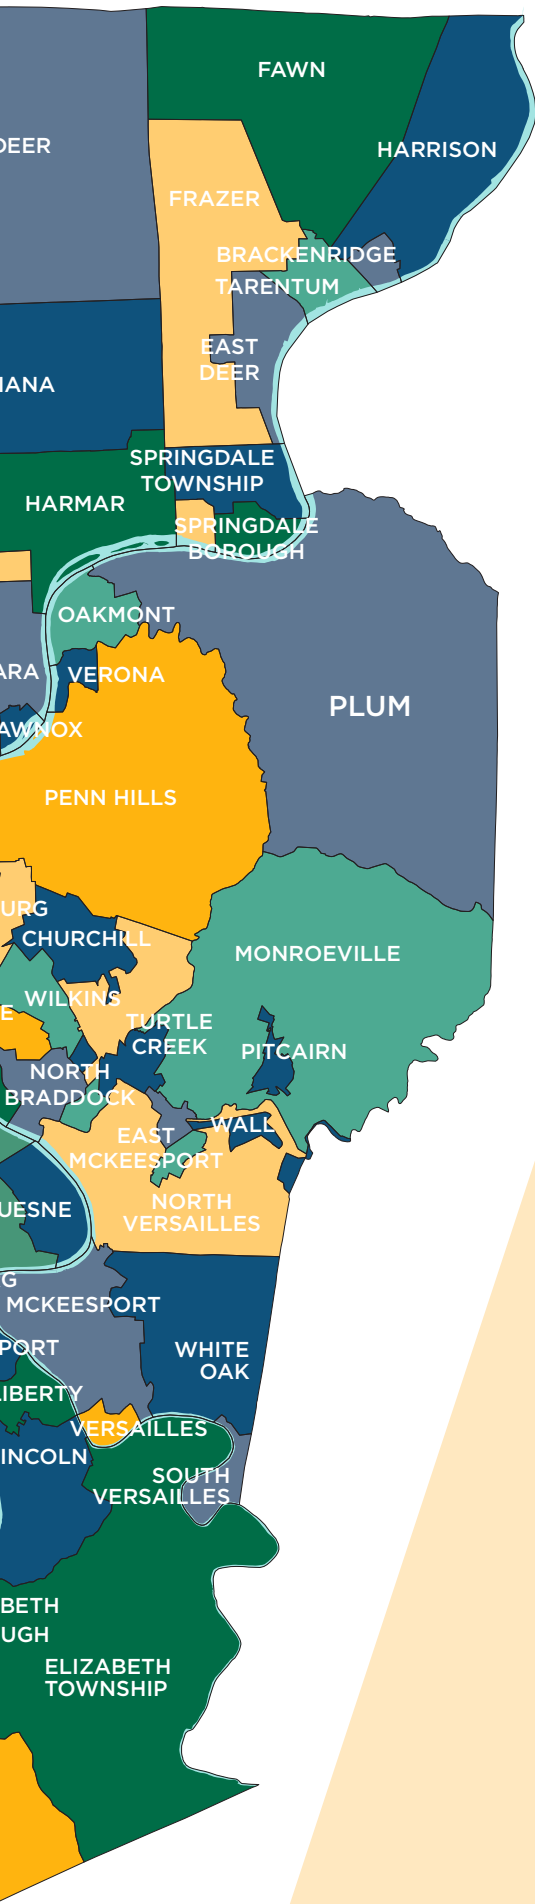 FAWN
DEER
HARRISON
FRAZER
BRACKENRIDGE
TARENTUM
EAST
DEER
IANA
SPRINGDALE
TOWNSHIP
HARMAR
SPRINGDALE
BOROUGH
OAKMONT
ARA
VERONA
PLUM
AWNOX
PENN HILLS
URG
CHURCHILL
MONROEVILLE
WILKINS
E
TURTLE
CREEK
PITCAIRN
NORTH
BRADDOCK
WALL
EAST
MCKEESPORT
NORTH
VERSAILLES
UESNE
G
MCKEESPORT
PORT
WHITE
OAK
LIBERTY
VERSAILLES
INCOLN
SOUTH
VERSAILLES
BETH
UGH
ELIZABETH
TOWNSHIP